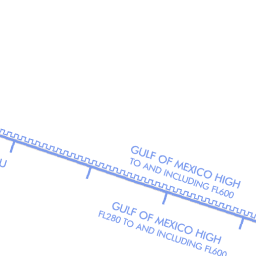 GULF OF MEXICO HIGH
TO AND INCLUDING FL600
U
GULF OF MEXICO HIGH
FL280 TO AND INCLUDING FL600